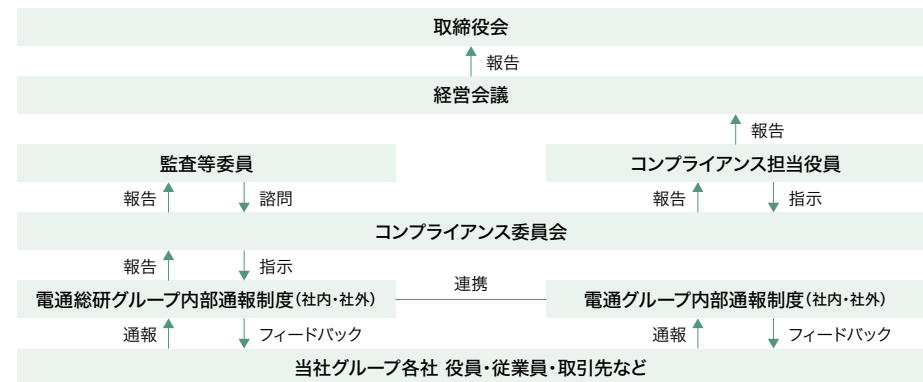 取締役会
報告
経営会議
報告
監査等委員
コンプライアンス担当役員
報告
諮問
報告
指示
コンプライアンス委員会
報告
指示
電通総研グループ内部通報制度(社内・社外)
連携
電通グループ内部通報制度(社内・社外)
通報
フィードバック
通報
フィードバック
当社グループ各社 役員・従業員・取引先など